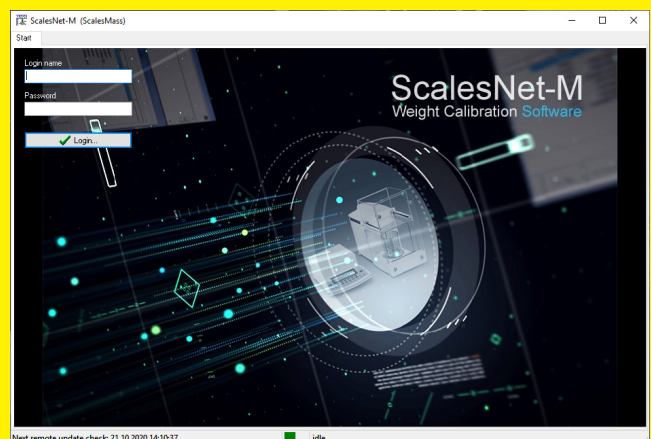 ScalesNet-M (ScalesMass)
Start
Login name
Password
Login...
ScalesNet-M
Weight Calibration Software
Next remote update check: 21.10.2020 14:10:37
idle